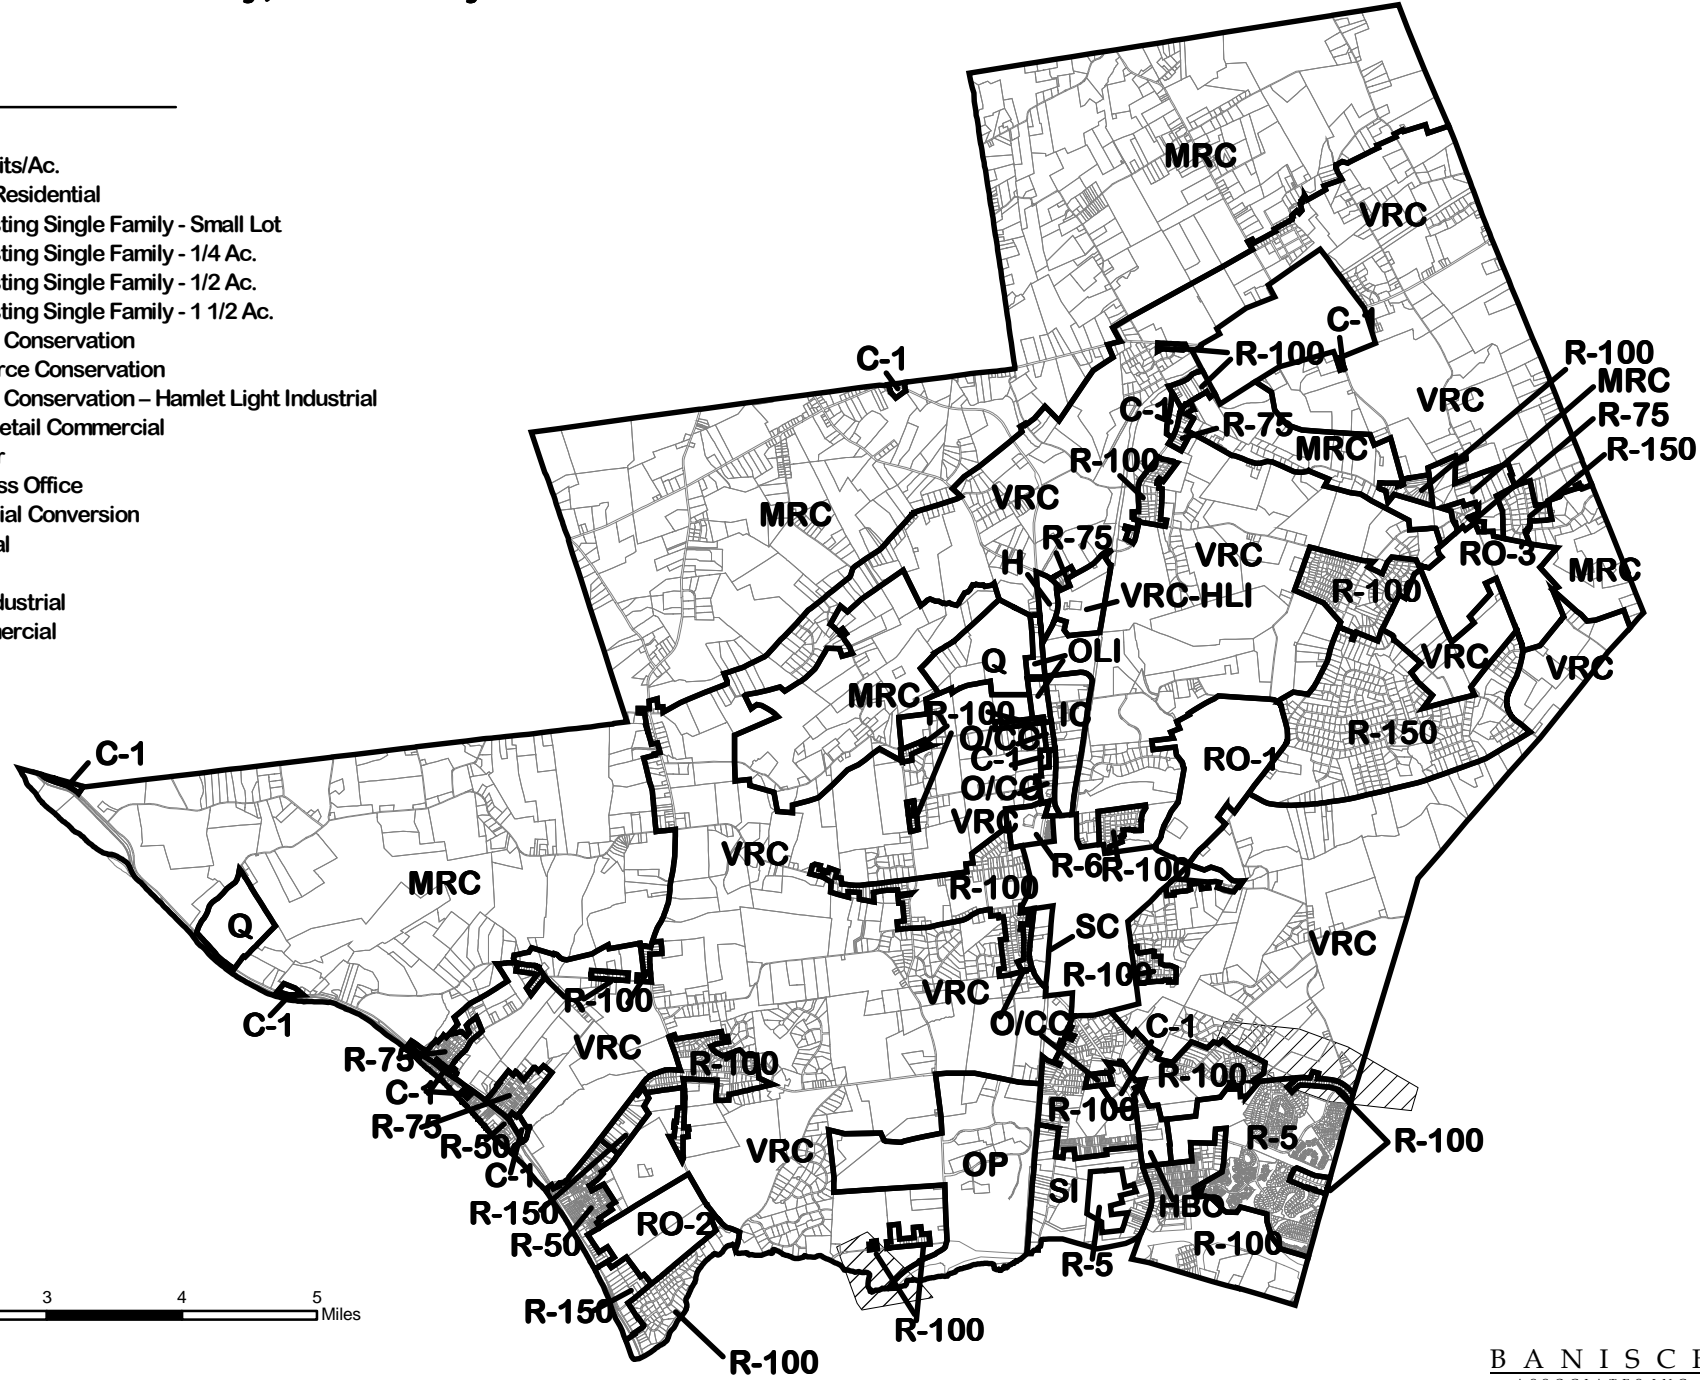 its/Ac.
Residential
ting Single Family - Small Lot
ting Single Family - 1/4 Ac.
ting Single Family - 1/2 Ac.
ting Single Family - 1 1/2 Ac.
Conservation
rce Conservation
Conservation – Hamlet Light Industrial
etail Commercial
r
ss Office
ial Conversion
al
dustrial
ercial
MRC
VRC
C-1
R-100
C-1
R-100
MRC
VRC
R-75
C-1
R-75
MRC
R-150
R-100
VRC
MRC
R-75
VRC
RO-3
H
MRC
R-100
VRC-HLI
OLI
Q
VRC
VRC
MRC
R-100
IC
R-150
O/CC
C-1
C-1
RO-1
O/CC
VRC
VRC
R-6
R-100
MRC
R-100
Q
SC
VRC
R-100
VRC
R-100
C-1
O/CC
C-1
VRC
R-75
R-100
R-100
C-1
R-100
R-75
R-50
R-5
R-100
VRC
C-1
OP
SI
HBO
R-150
RO-2
R-50
R-100
R-5
3
4
5
Miles
R-150
R-100
R-100
BANISCH